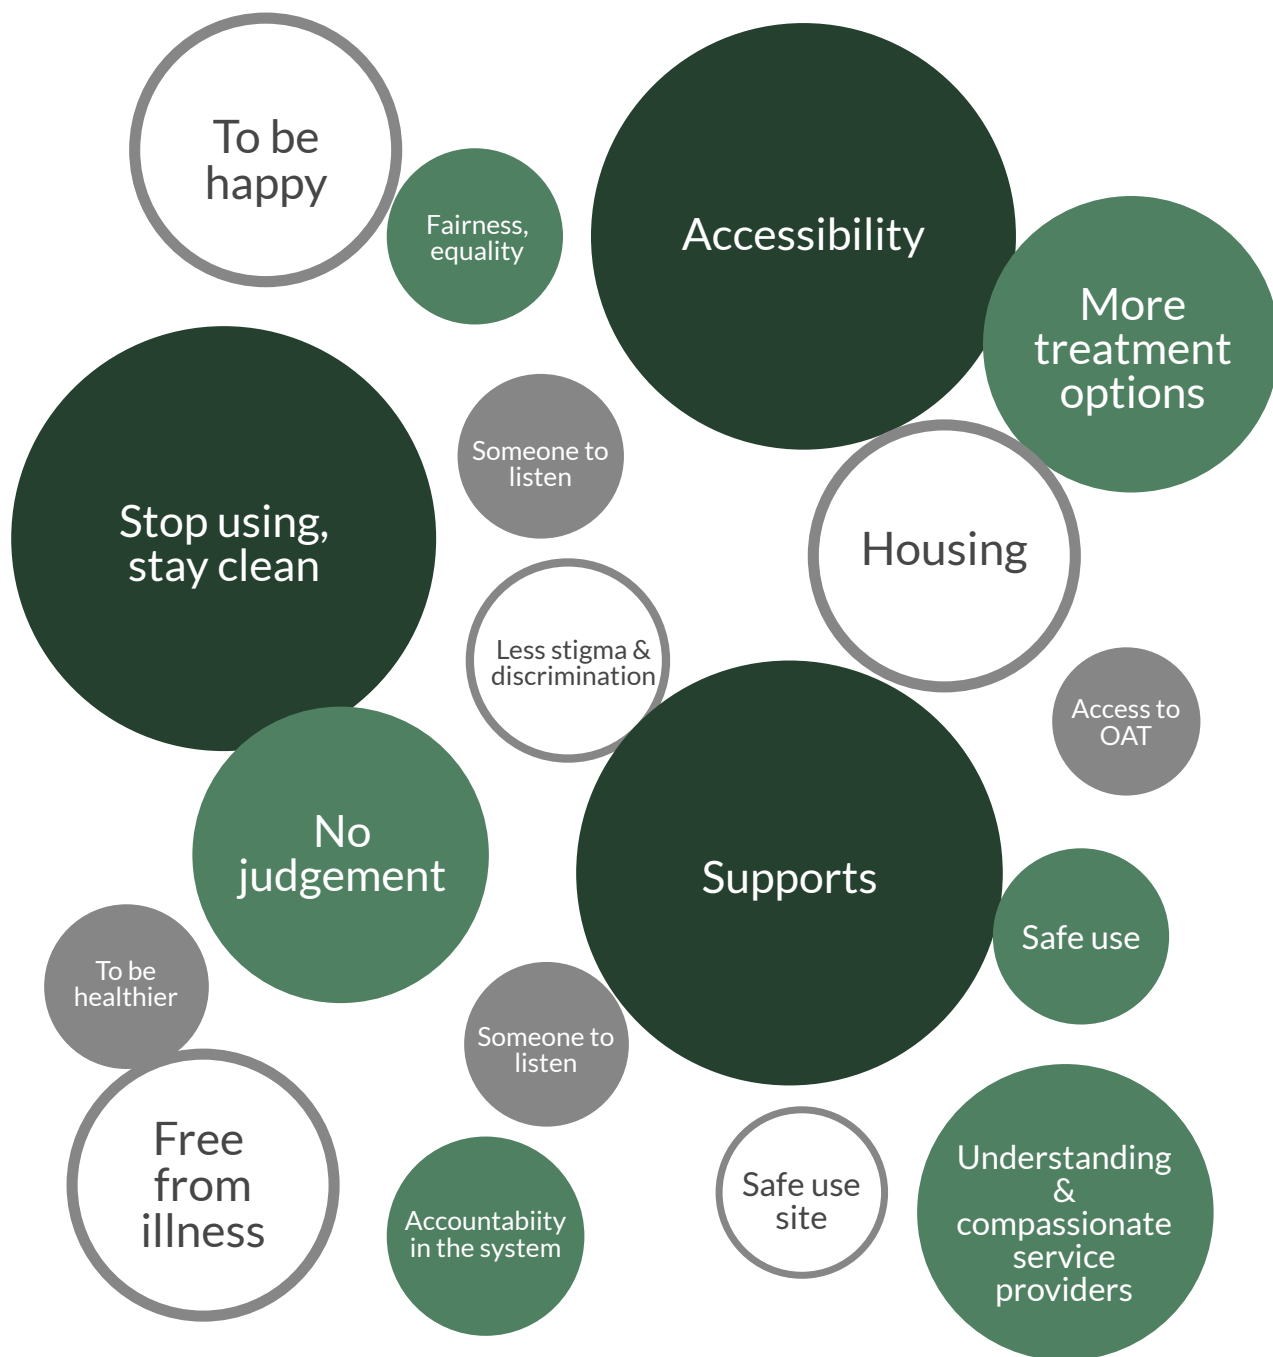 To be
happy
Fairness,
equality
Accessibility
More
treatment
options
Someone to
listen
Stop using,
stay clean
Housing
Less stigma &
discrimination
Access to
OAT
No
judgement
Supports
Safe use
To be
healthier
Someone to
listen
Free
from
illness
Accountabiity
in the system
Safe use
site
Understanding
&
compassionate
service
providers